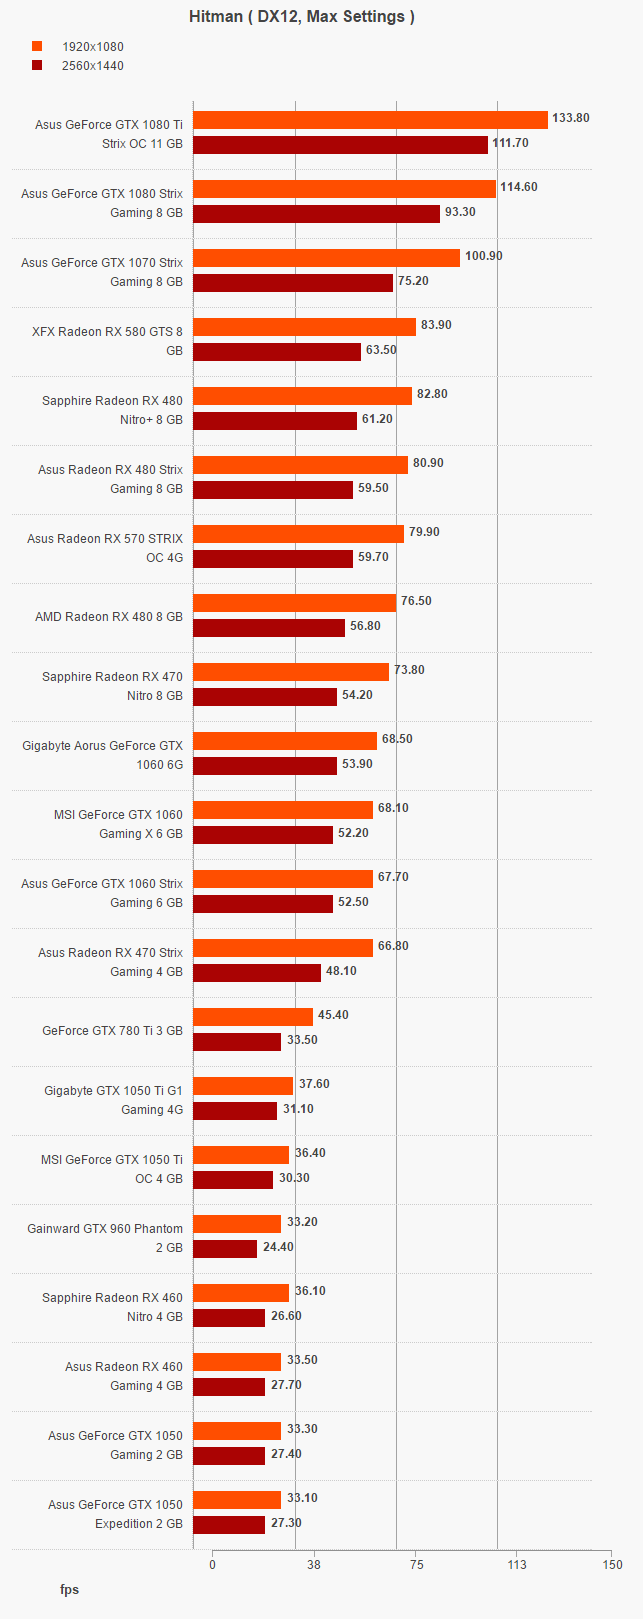 Hitman ( DX12, Max Settings )
1920x1080
2560x1440
Asus GeForce GTX 1080 Ti
Strix OC 11 GB
133.80
111.70
Asus GeForce GTX 1080 Strix
Gaming 8 GB
114.60
93.30
Asus GeForce GTX 1070 Strix
Gaming 8 GB
100.90
75.20
XFX Radeon RX 580 GTS 8
GB
83.90
63.50
Sapphire Radeon RX 480
Nitro+ 8 GB
82.80
61.20
Asus Radeon RX 480 Strix
Gaming 8 GB
80.90
59.50
Asus Radeon RX 570 STRIX
OC 4G
79.90
59.70
AMD Radeon RX 480 8 GB
76.50
56.80
Sapphire Radeon RX 470
Nitro 8 GB
73.80
54.20
Gigabyte Aorus GeForce GTX
1060 6G
68.50
53.90
MSI GeForce GTX 1060
Gaming X 6 GB
68.10
52.20
Asus GeForce GTX 1060 Strix
Gaming 6 GB
67.70
52.50
Asus Radeon RX 470 Strix
Gaming 4 GB
66.80
48.10
GeForce GTX 780 Ti 3 GB
45.40
33.50
Gigabyte GTX 1050 Ti G1
Gaming 4G
37.60
31.10
MSI GeForce GTX 1050 Ti
OC 4 GB
36.40
30.30
Gainward GTX 960 Phantom
2 GB
33.20
24.40
Sapphire Radeon RX 460
Nitro 4 GB
36.10
26.60
Asus Radeon RX 460
Gaming 4 GB
33.50
27.70
Asus GeForce GTX 1050
Gaming 2 GB
33.30
27.40
Asus GeForce GTX 1050
Expedition 2 GB
33.10
27.30
0 38 75 113 150
fps